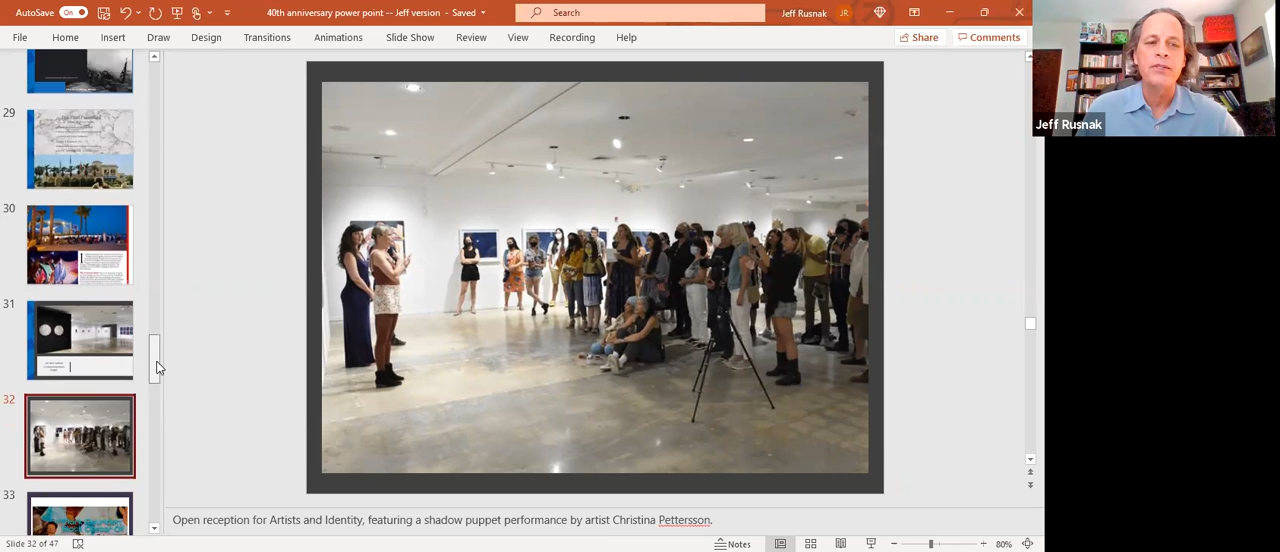 AutoSave On 40th anniversary power point -- Jeff version - Saved Search Jeff Rusnak JR
File Home Insert Draw Design Transitions Animations Slide Show Review View Recording Help Share Comments
29
30
31
32
33
Jeff Rusnak
Open reception for Artists and Identity, featuring a shadow puppet performance by artist Christina Pettersson.
Slide 32 of 47 Notes 80%